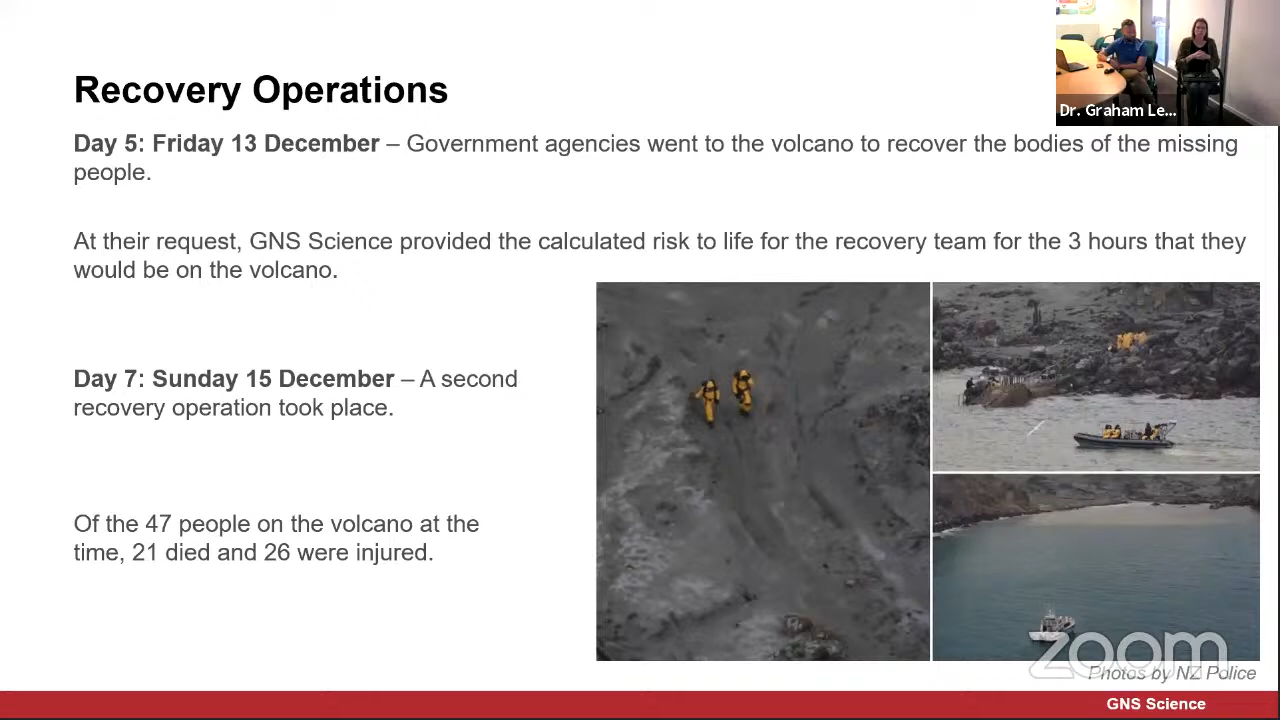 Recovery Operations
Dr. Graham Le...
Day 5: Friday 13 December – Government agencies went to the volcano to recover the bodies of the missing
people.
At their request, GNS Science provided the calculated risk to life for the recovery team for the 3 hours that they
would be on the volcano.
Day 7: Sunday 15 December – A second
recovery operation took place.
Of the 47 people on the volcano at the
time, 21 died and 26 were injured.
zoom
Photos by NZ Police
GNS Science